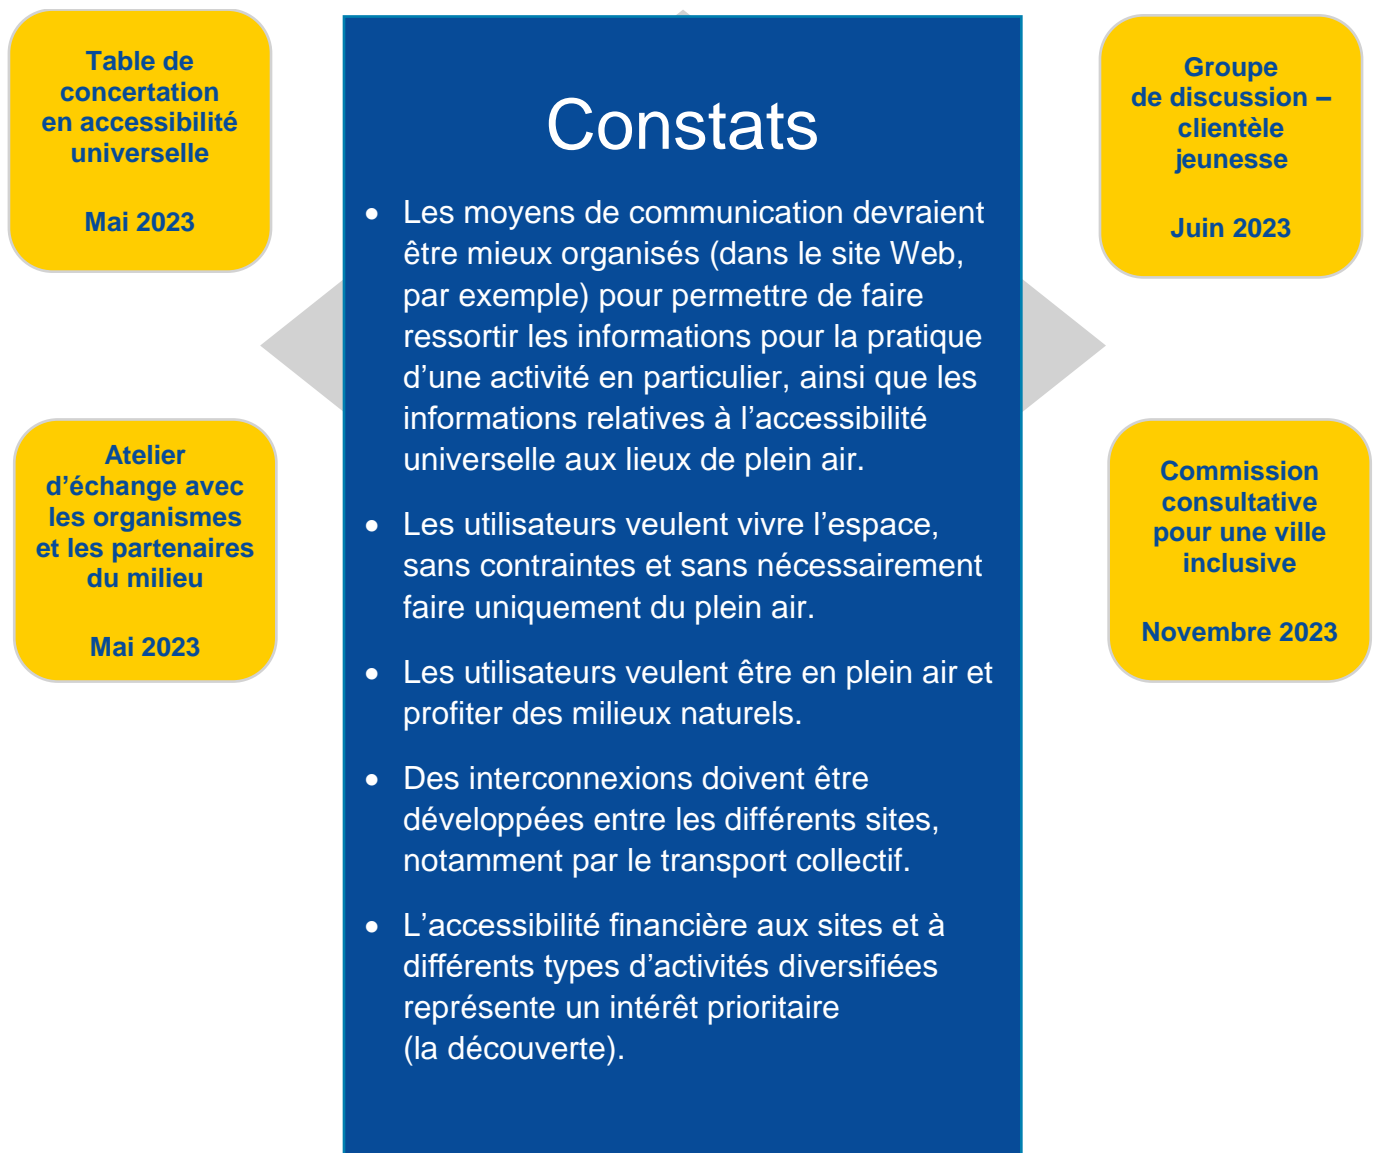 Table de
concertation
en accessibilité
universelle
Mai 2023
Atelier
d’échange avec
les organismes
et les partenaires
du milieu
Mai 2023
Constats
• Les moyens de communication devraient
être mieux organisés (dans le site Web,
par exemple) pour permettre de faire
ressortir les informations pour la pratique
d’une activité en particulier, ainsi que les
informations relatives à l’accessibilité
universelle aux lieux de plein air.
• Les utilisateurs veulent vivre l’espace,
sans contraintes et sans nécessairement
faire uniquement du plein air.
• Les utilisateurs veulent être en plein air et
profiter des milieux naturels.
• Des interconnexions doivent être
développées entre les différents sites,
notamment par le transport collectif.
• L’accessibilité financière aux sites et à
différents types d’activités diversifiées
représente un intérêt prioritaire
(la découverte).
Groupe
de discussion –
clientèle
jeunesse
Juin 2023
Commission
consultative
pour une ville
inclusive
Novembre 2023